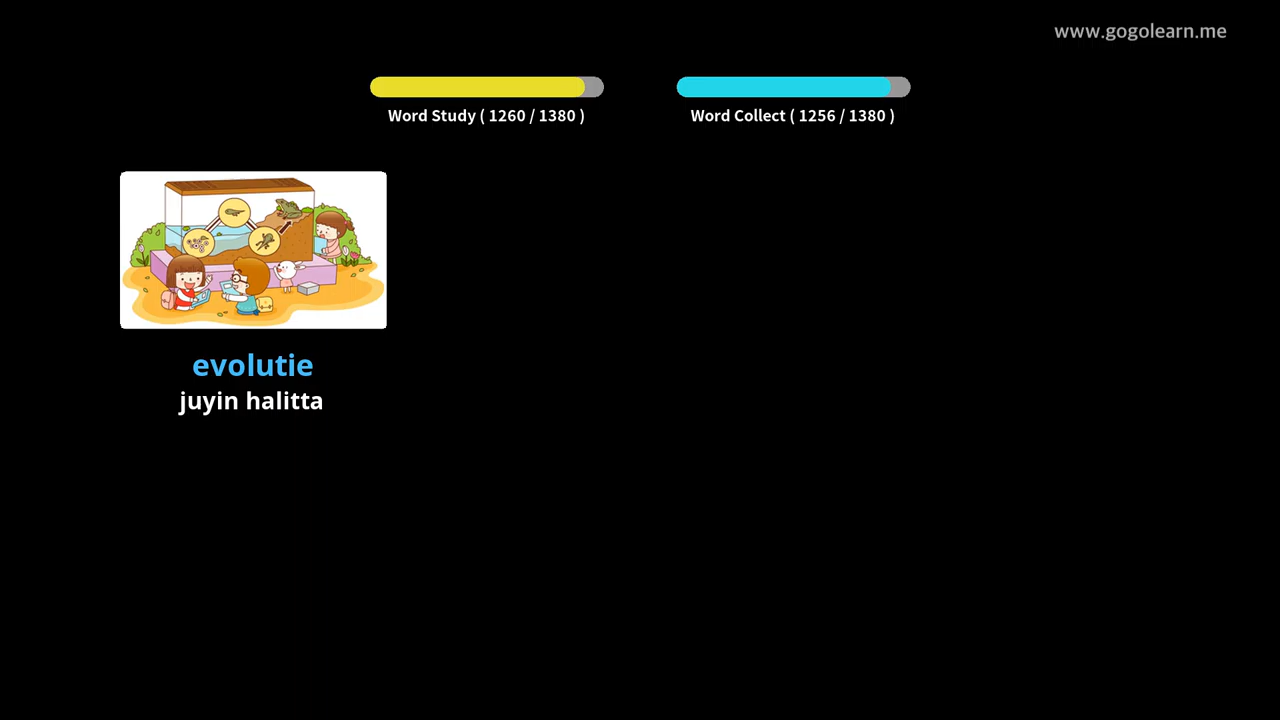 www.gogolearn.me
Word Study ( 1260 / 1380 )
Word Collect ( 1256 / 1380 )
evolutie
juyin halitta